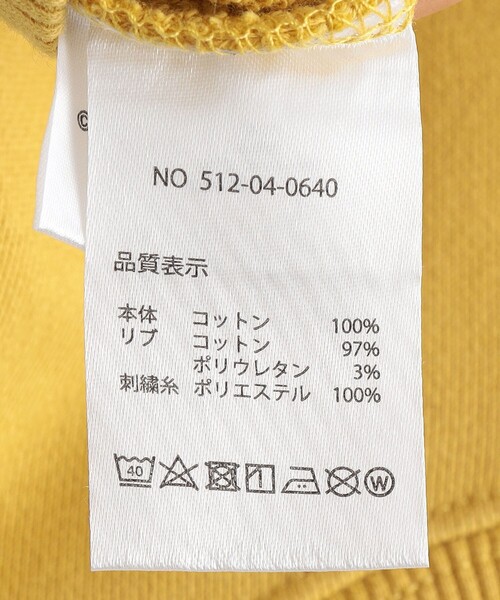 ©
NO 512-04-0640
品質表示
本体 コットン 100%
リブ コットン 97%
ポリウレタン 3%
刺繍糸 ポリエステル 100%
40 W